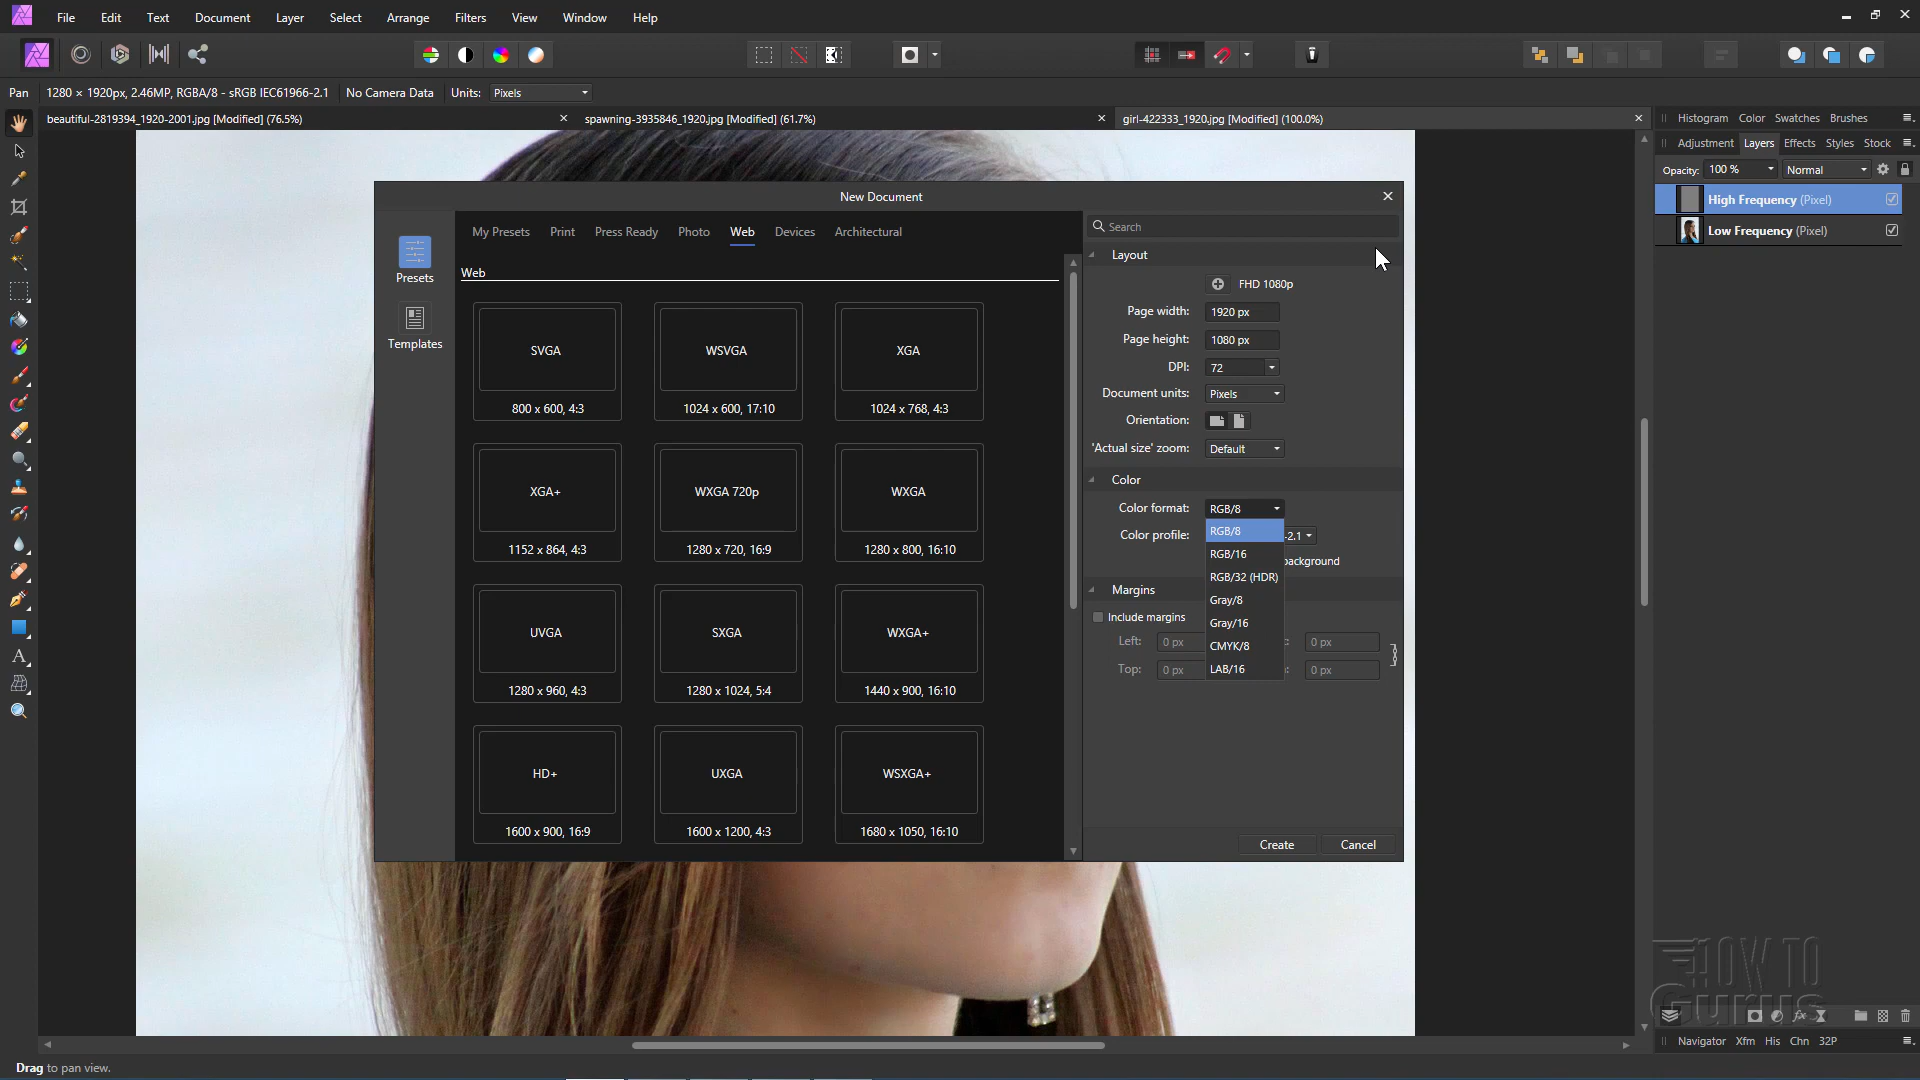 File Edit Text Document Layer Select Arrange Filters View Window Help
Pan 1280 × 1920px, 2.46MP, RGBA/8 - sRGB IEC61966-2.1 No Camera Data Units: Pixels
beautiful-2819394_1920-2001.jpg [Modified] (76.5%) spawning-3935846_1920.jpg [Modified] (61.7%) girl-422333_1920.jpg [Modified] (100.0%)
Histogram Color Swatches Brushes
Adjustment Layers Effects Styles Stock
Opacity: 100 % Normal
High Frequency (Pixel)
Low Frequency (Pixel)
New Document
Presets
Templates
My Presets Print Press Ready Photo Web Devices Architectural
Web
SVGA WSVGA XGA
800 x 600, 4:3 1024 x 600, 17:10 1024 x 768, 4:3
XGA+ WXGA 720p WXGA
1152 x 864, 4:3 1280 x 720, 16:9 1280 x 800, 16:10
UVGA SXGA WXGA+
1280 x 960, 4:3 1280 x 1024, 5:4 1440 x 900, 16:10
HD+ UXGA WSXGA+
1600 x 900, 16:9 1600 x 1200, 4:3 1680 x 1050, 16:10
Search
Layout
FHD 1080p
Page width: 1920 px
Page height: 1080 px
DPI: 72
Document units: Pixels
Orientation:
'Actual size' zoom: Default
Color
Color format: RGB/8
RGB/8
Color profile: -2.1
RGB/16
background
RGB/32 (HDR)
Margins
Gray/8
Include margins
Gray/16
Left: 0 px : 0 px
CMYK/8
Top: 0 px : 0 px
LAB/16
Create Cancel
HOW TO
Gurus
Navigator Xfm His Chn 32P
Drag to pan view.